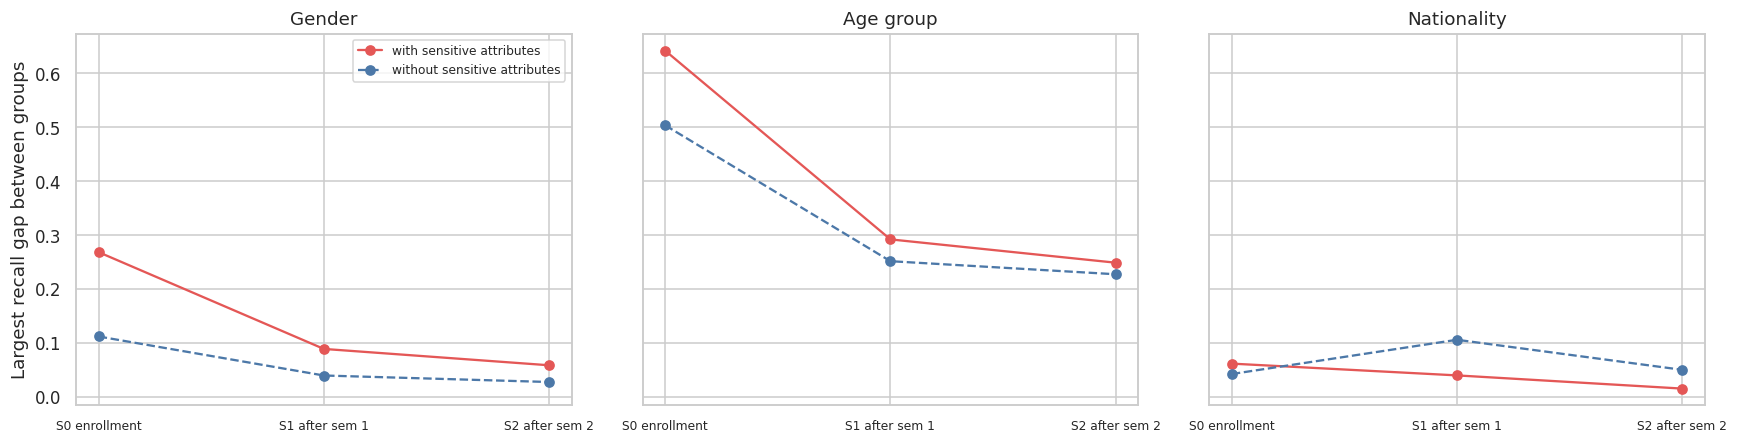 Gender
Age group
Nationality
Largest recall gap between groups
0.6
0.5
0.4
0.3
0.2
0.1
0.0
with sensitive attributes
without sensitive attributes
S0 enrollment S1 after sem 1 S2 after sem 2
S0 enrollment S1 after sem 1 S2 after sem 2
S0 enrollment S1 after sem 1 S2 after sem 2